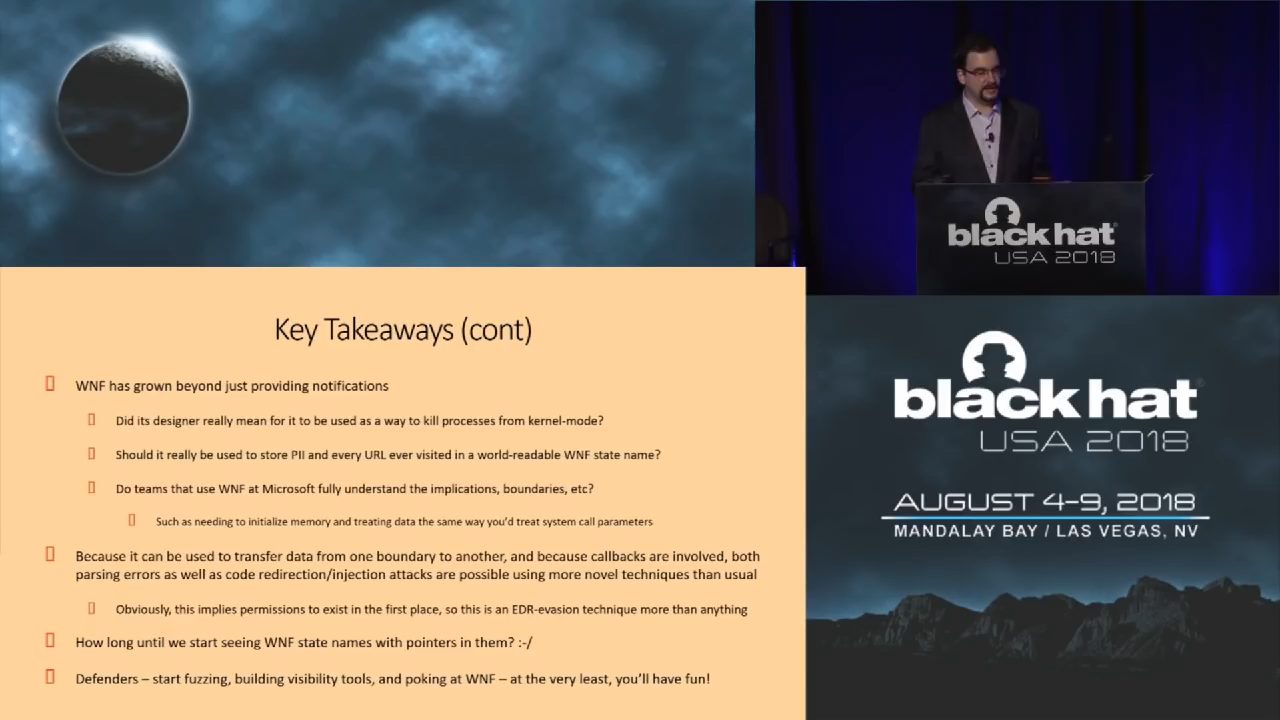 black hat
USA 2018
Key Takeaways (cont)
WNF has grown beyond just providing notifications
Did its designer really mean for it to be used as a way to kill processes from kernel-mode?
Should it really be used to store PII and every URL ever visited in a world-readable WNF state name?
Do teams that use WNF at Microsoft fully understand the implications, boundaries, etc?
Such as needing to initialize memory and treating data the same way you'd treat system call parameters
Because it can be used to transfer data from one boundary to another, and because callbacks are involved, both
parsing errors as well as code redirection/injection attacks are possible using more novel techniques than usual
Obviously, this implies permissions to exist in the first place, so this is an EDR-evasion technique more than anything
How long until we start seeing WNF state names with pointers in them? :-/
Defenders – start fuzzing, building visibility tools, and poking at WNF – at the very least, you'll have fun!
black hat
USA 2018
AUGUST 4-9, 2018
MANDALAY BAY / LAS VEGAS, NV